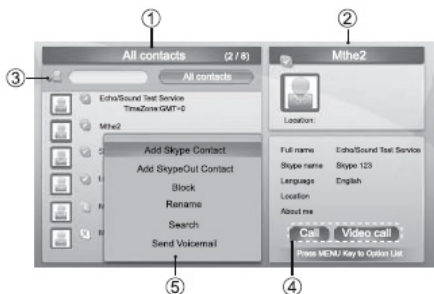 ①
②
All contacts (2 / 8)
Mthe2
③
All contacts
Echo/Sound Test Service
TimeZone:GMT+0
Mthe2
Location:
S
Add Skype Contact
Add SkypeOut Contact
Block
Rename
Search
Send Voicemail
Full name Echo/Sound Test Service
Skype name Skype 123
Language English
Location
About me
Call Video call
Press MENU Key to Option List
④
⑤